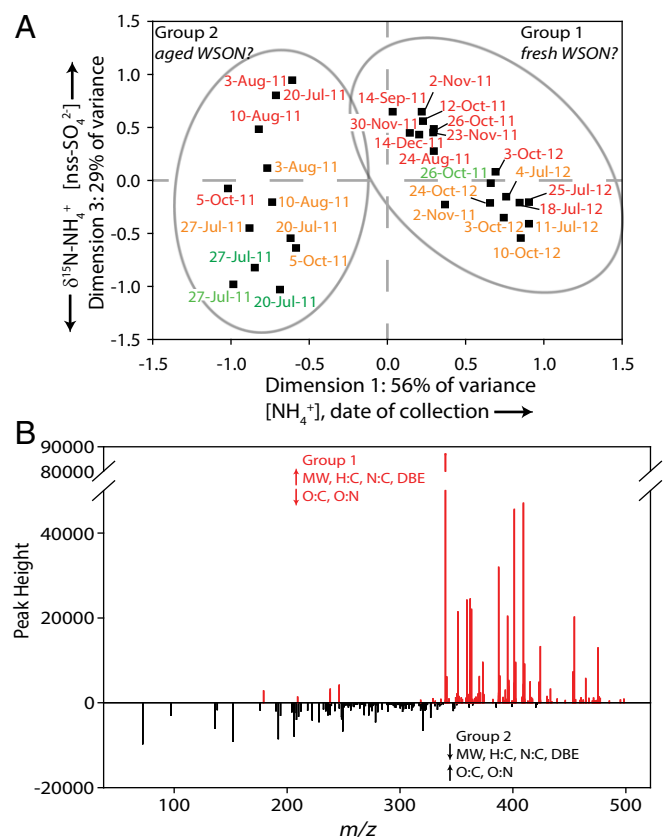 A
Group 2
aged WSON?
Group 1
fresh WSON?
← δ15N-NH4+ [nss-SO42-] →
Dimension 3: 29% of variance
1.5
1.0
0.5
0.0
-0.5
-1.0
-1.5
3-Aug-11
20-Jul-11
10-Aug-11
3-Aug-11
5-Oct-11
10-Aug-11
27-Jul-11
20-Jul-11
5-Oct-11
27-Jul-11
27-Jul-11
20-Jul-11
2-Nov-11
14-Sep-11
12-Oct-11
30-Nov-11
26-Oct-11
14-Dec-11
23-Nov-11
24-Aug-11
3-Oct-12
26-Oct-11
4-Jul-12
24-Oct-12
25-Jul-12
2-Nov-11
18-Jul-12
3-Oct-12
11-Jul-12
10-Oct-12
-1.5 -1.0 -0.5 0.0 0.5 1.0 1.5
Dimension 1: 56% of variance
[NH4+], date of collection →
B
Peak Height
90000
80000
40000
20000
0
-20000
Group 1
↑ MW, H:C, N:C, DBE
↓ O:C, O:N
Group 2
↓ MW, H:C, N:C, DBE
↑ O:C, O:N
100 200 300 400 500
m/z